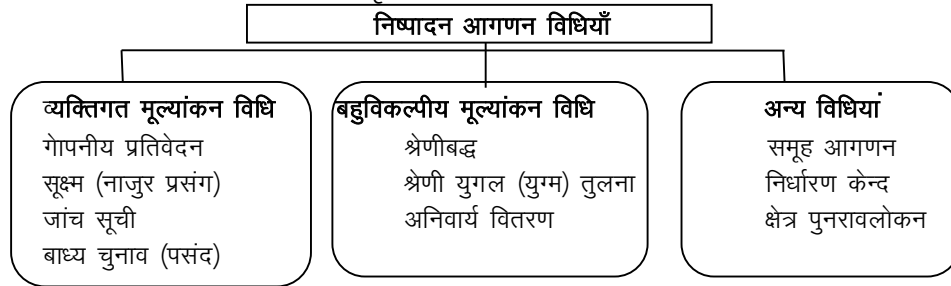 निष्पादन आगणन विधियाँ
व्यक्तिगत मूल्यांकन विधि
गेापनीय प्रतिवेदन
सूक्ष्म (नाजुर प्रसंग)
जांच सूची
बाध्य चुनाव (पसंद)
बहुविकल्पीय मूल्यांकन विधि
श्रेणीबद्ध
श्रेणी युगल (युग्म) तुलना
अनिवार्य वितरण
अन्य विधियां
समूह आगणन
निर्धारण केन्द
क्षेत्र पुनरावलोकन